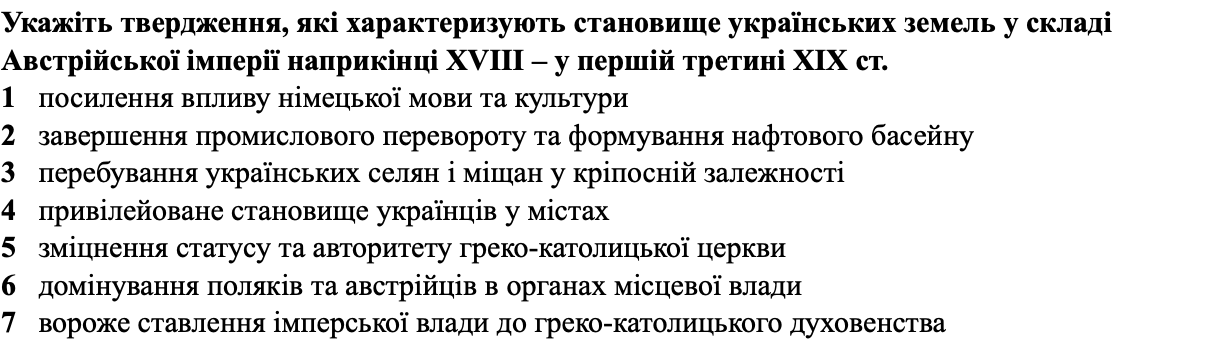 Укажіть твердження, які характеризують становище українських земель у складі
Австрійської імперії наприкінці XVIII – у першій третині XIX ст.
1 посилення впливу німецької мови та культури
2 завершення промислового перевороту та формування нафтового басейну
3 перебування українських селян і міщан у кріпосній залежності
4 привілейоване становище українців у містах
5 зміцнення статусу та авторитету греко-католицької церкви
6 домінування поляків та австрійців в органах місцевої влади
7 вороже ставлення імперської влади до греко-католицького духовенства